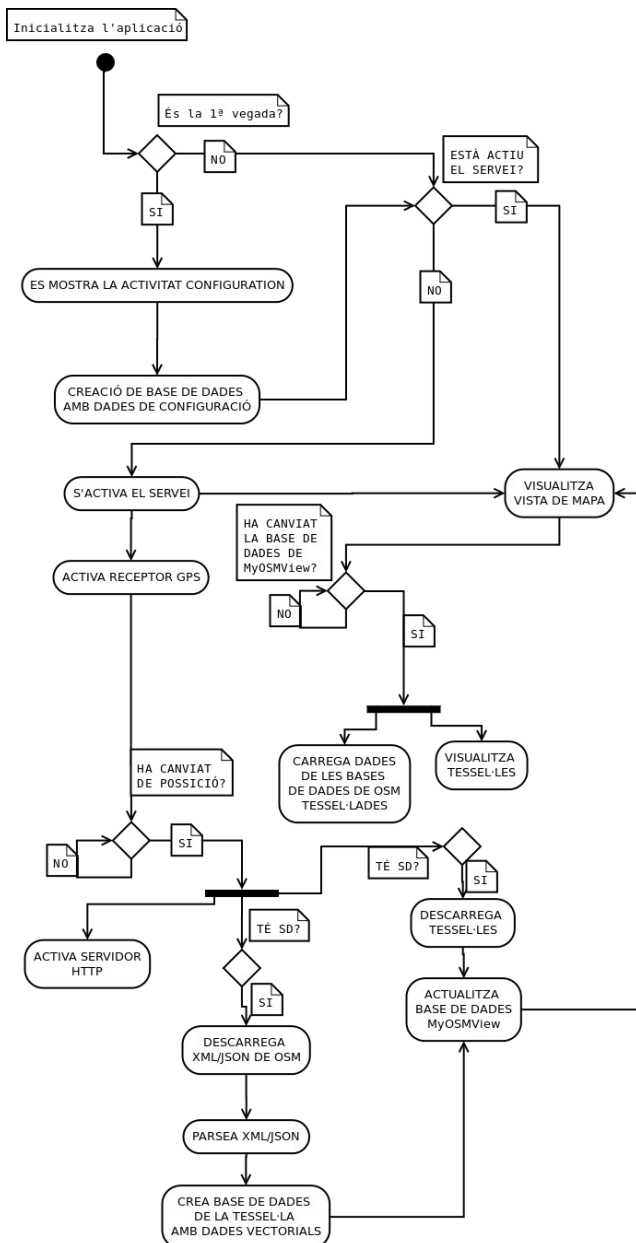 Inicialitza l'aplicació
És la 1ª vegada?
NO
ESTÀ ACTIU
EL SERVEI?
SI
SI
ES MOSTRA LA ACTIVITAT CONFIGURATION
NO
CREACIÓ DE BASE DE DADES
AMB DADES DE CONFIGURACIÓ
S'ACTIVA EL SERVEI
VISUALITZA
VISTA DE MAPA
HA CANVIAT
LA BASE DE
DADES DE
MyOSMView?
ACTIVA RECEPTOR GPS
NO
SI
CARREGA DADES
DE LES BASES
DE DADES DE OSM
TESSEL·LADES
VISUALITZA
TESSEL·LES
HA CANVIAT
DE POSSICIÓ?
NO
SI
TÉ SD?
SI
ACTIVA SERVIDOR
HTTP
TÉ SD?
DESCARREGA
TESSEL·LES
SI
ACTUALITZA
BASE DE DADES
MyOSMView
DESCARREGA
XML/JSON DE OSM
PARSEA XML/JSON
CREA BASE DE DADES
DE LA TESSEL·LA
AMB DADES VECTORIALS